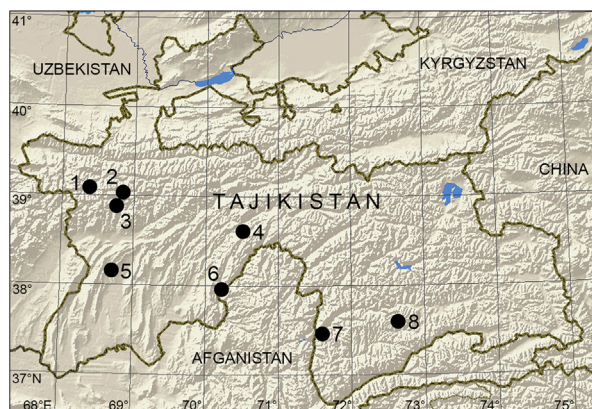 41°
UZBEKISTAN
KYRGYZSTAN
40°
CHINA
1
2
39°
TAJIKISTAN
3
4
5
38°
6
7
8
AFGANISTAN
37°N
68°E 69° 70° 71° 72° 73° 74° 75°